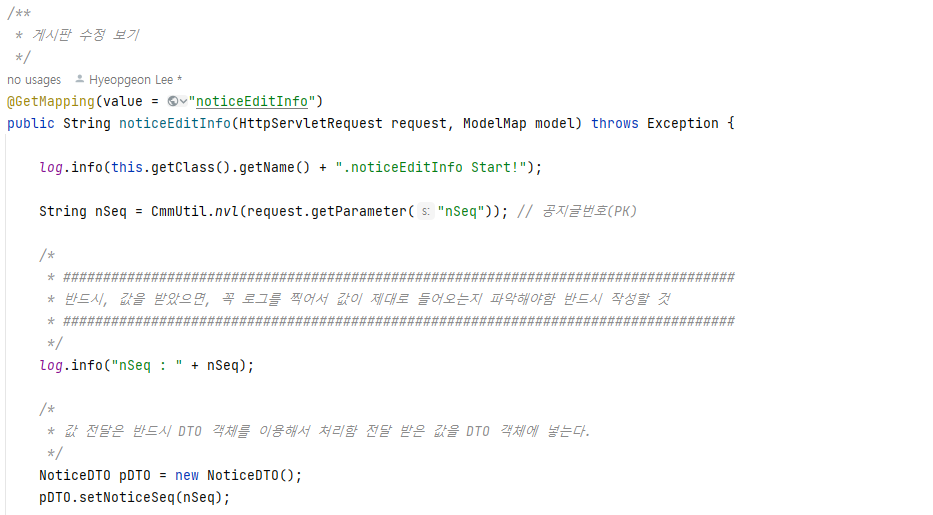 /**
 * 게시판 수정 보기
 */
no usages Hyeopgeon Lee *
@GetMapping(value = "noticeEditInfo")
public String noticeEditInfo(HttpServletRequest request, ModelMap model) throws Exception {
log.info(this.getClass().getName() + ".noticeEditInfo Start!");
String nSeq = CmmUtil.nvl(request.getParameter( s: "nSeq")); // 공지글번호(PK)
/*
 * ####################################################################################
 * 반드시, 값을 받았으면, 꼭 로그를 찍어서 값이 제대로 들어오는지 파악해야함 반드시 작성할 것
 * ####################################################################################
 */
log.info("nSeq : " + nSeq);
/*
 * 값 전달은 반드시 DTO 객체를 이용해서 처리함 전달 받은 값을 DTO 객체에 넣는다.
 */
NoticeDTO pDTO = new NoticeDTO();
pDTO.setNoticeSeq(nSeq);